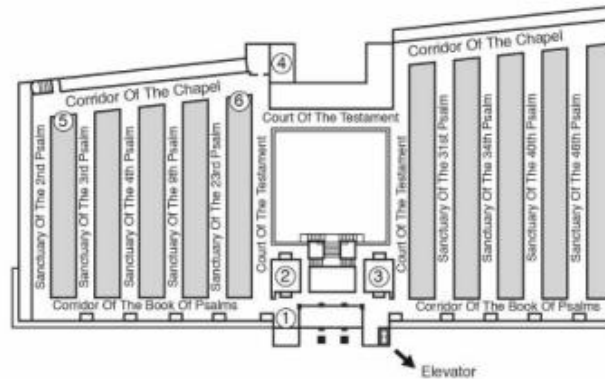 Corridor Of The Chapel
④
Corridor Of The Chapel
⑤
⑥
Court Of The Testament
Sanctuary Of The 2nd Psalm
Sanctuary Of The 3rd Psalm
Sanctuary Of The 4th Psalm
Sanctuary Of The 9th Psalm
Sanctuary Of The 23rd Psalm
Court Of The Testament
Court Of The Testament
Sanctuary Of The 31st Psalm
Sanctuary Of The 34th Psalm
Sanctuary Of The 40th Psalm
Sanctuary Of The 46th Psalm
②
③
Corridor Of The Book Of Psalms
Corridor Of The Book Of Psalms
①
Elevator